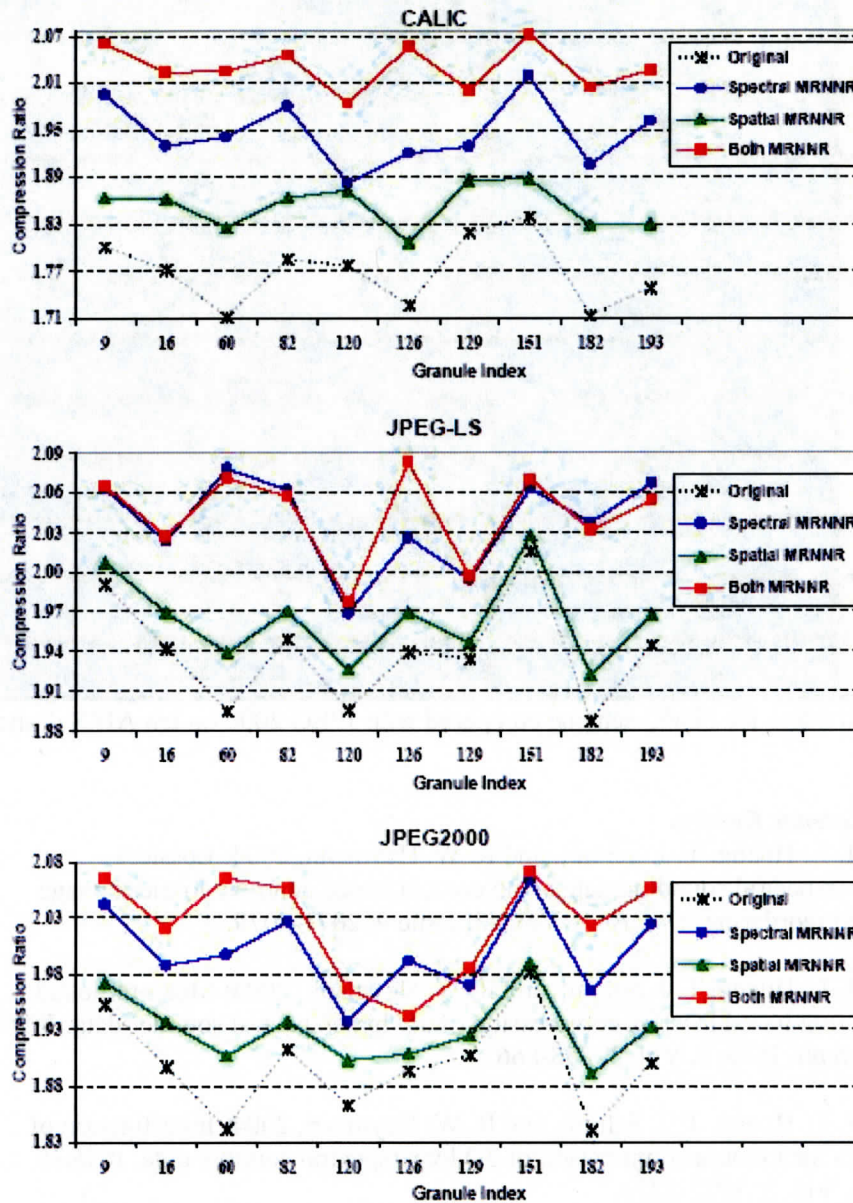 CALIC
2.07
2.01
1.95
1.89
1.83
1.77
1.71
Compression Ratio
9 16 60 82 120 126 129 151 182 193
Granule Index
Original
Spectral MRNNR
Spatial MRNNR
Both MRNNR
JPEG-LS
2.09
2.06
2.03
2.00
1.97
1.94
1.91
1.88
Compression Ratio
9 16 60 82 120 126 129 151 182 193
Granule Index
Original
Spectral MRNNR
Spatial MRNNR
Both MRNNR
JPEG2000
2.08
2.03
1.98
1.93
1.88
1.83
Compression Ratio
9 16 60 82 120 126 129 151 182 193
Granule Index
Original
Spectral MRNNR
Spatial MRNNR
Both MRNNR